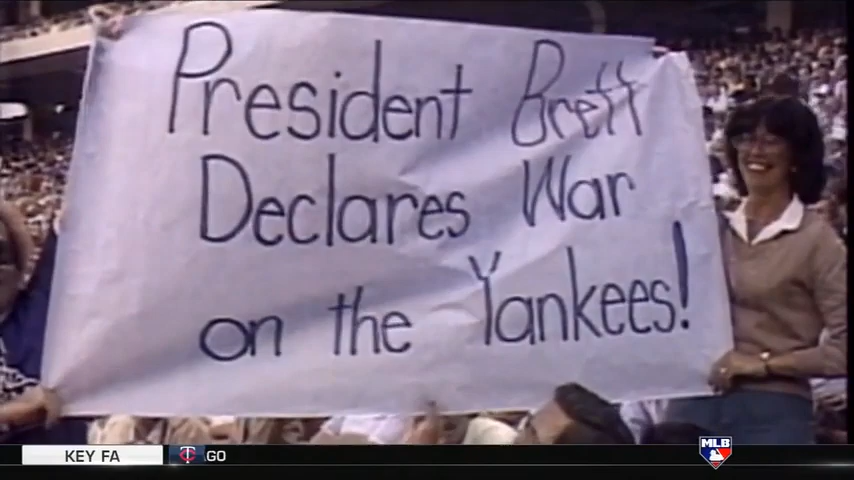 President Brett
Declares War
on the Yankees!
KEY FA
GO
MLB